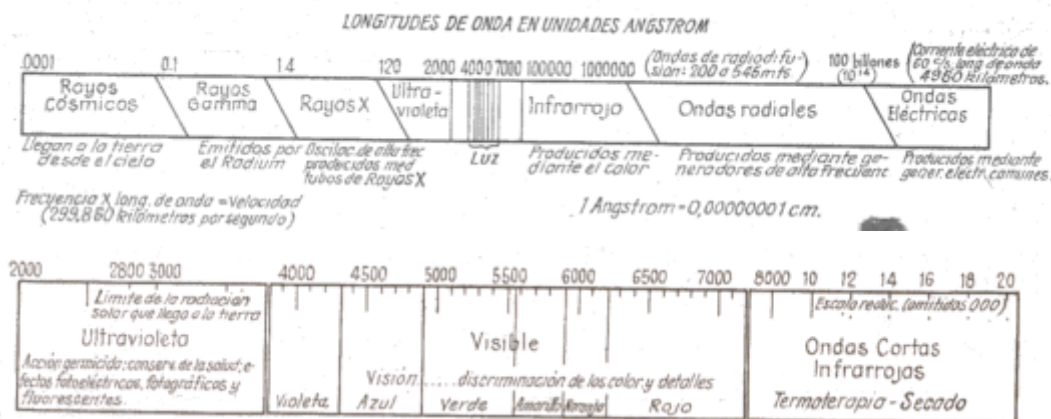 LONGITUDES DE ONDA EN UNIDADES ANGSTROM
.0001 0.1 1.4 120 2000 4000 7000 100000 1000000 (Ondas de radiodifu-sion: 200 a 545 mts. 100 billones (10¹⁴) (Corriente eléctrica de 60 c/s, long. de onda 4960 kilómetros.
Rayos Cósmicos
Rayos Gamma
Rayos X
Ultra-violeta
Infrarrojo
Ondas radiales
Ondas Eléctricas
Llegan a la tierra desde el cielo
Emitidos por el Radium
Oscilac. de alta frec producidos med tubos de Rayos X
Luz
Producidos me-diante el calor
Producidos mediante ge-neradores de alta frecuenc
Producidos mediante gener. electr. comunes.
Frecuencia X long. de onda = Velocidad
(299,860 kilómetros por segundo)
1 Angstrom = 0,00000001 cm.
2000 2800 3000 4000 4500 5000 5500 6000 6500 7000 8000 10 12 14 16 18 20
Límite de la radiación
solar que llega a la tierra
Escala reduc. (omitidos 000)
Ultravioleta
Visible
Ondas Cortas
Infrarrojas
Acción germicida; conserv. de la salud; e-
fectos fotoeléctricos, fotográficos y
fluorescentes.
Visión.....discriminación de los color y detalles
Termoterapia - Secado
Violeta Azul Verde Amarillo Naranja Rojo